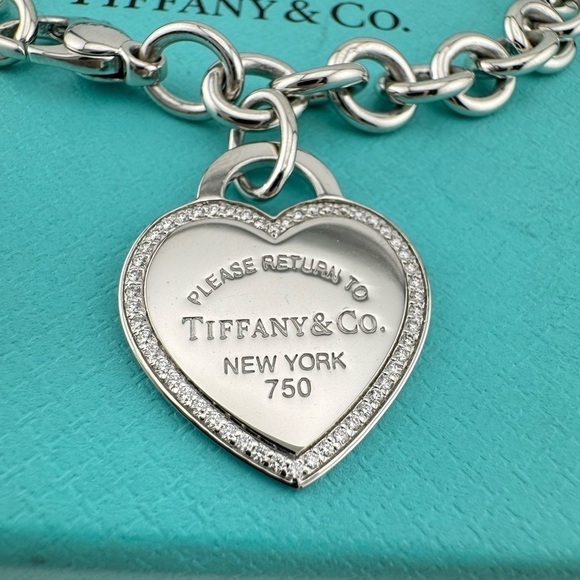 TIFFANY & CO.
PLEASE RETURN TO
TIFFANY & CO.
NEW YORK
750